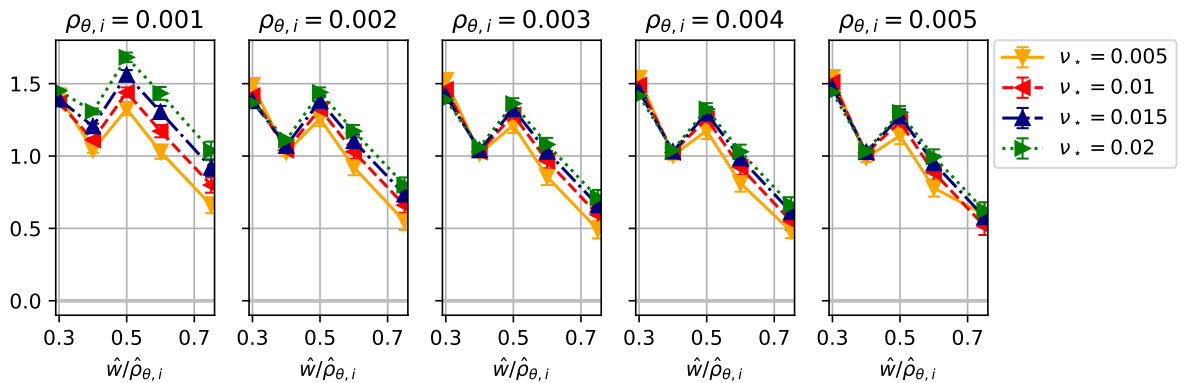 ρθ,i = 0.001 ρθ,i = 0.002 ρθ,i = 0.003 ρθ,i = 0.004 ρθ,i = 0.005
1.5
1.0
0.5
0.0
0.3 0.5 0.7 0.3 0.5 0.7 0.3 0.5 0.7 0.3 0.5 0.7 0.3 0.5 0.7
ŵ/ρ̂θ,i ŵ/ρ̂θ,i ŵ/ρ̂θ,i ŵ/ρ̂θ,i ŵ/ρ̂θ,i
ν⋆ = 0.005
ν⋆ = 0.01
ν⋆ = 0.015
ν⋆ = 0.02